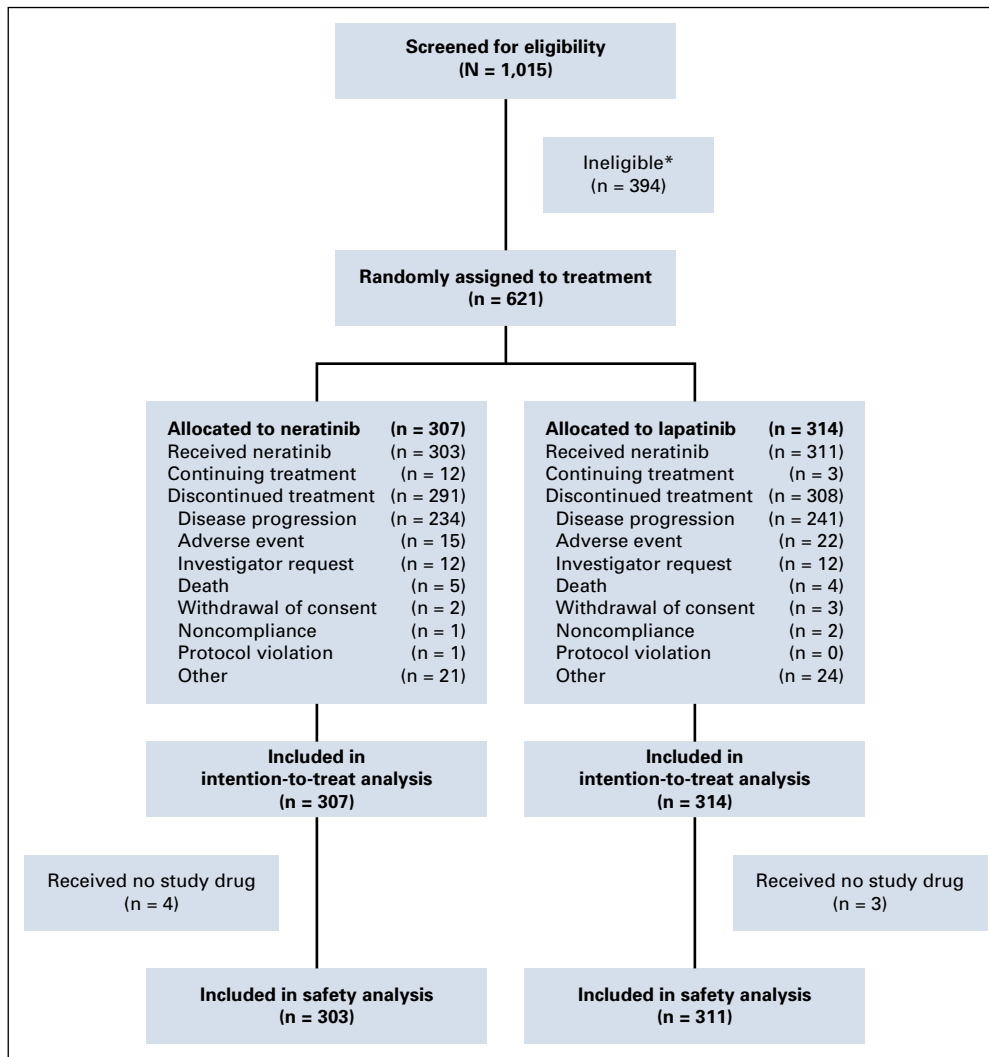 Screened for eligibility
(N = 1,015)
Ineligible*
(n = 394)
Randomly assigned to treatment
(n = 621)
Allocated to neratinib (n = 307)
Received neratinib (n = 303)
Continuing treatment (n = 12)
Discontinued treatment (n = 291)
Disease progression (n = 234)
Adverse event (n = 15)
Investigator request (n = 12)
Death (n = 5)
Withdrawal of consent (n = 2)
Noncompliance (n = 1)
Protocol violation (n = 1)
Other (n = 21)
Allocated to lapatinib (n = 314)
Received neratinib (n = 311)
Continuing treatment (n = 3)
Discontinued treatment (n = 308)
Disease progression (n = 241)
Adverse event (n = 22)
Investigator request (n = 12)
Death (n = 4)
Withdrawal of consent (n = 3)
Noncompliance (n = 2)
Protocol violation (n = 0)
Other (n = 24)
Included in
intention-to-treat analysis
(n = 307)
Included in
intention-to-treat analysis
(n = 314)
Received no study drug
(n = 4)
Received no study drug
(n = 3)
Included in safety analysis
(n = 303)
Included in safety analysis
(n = 311)